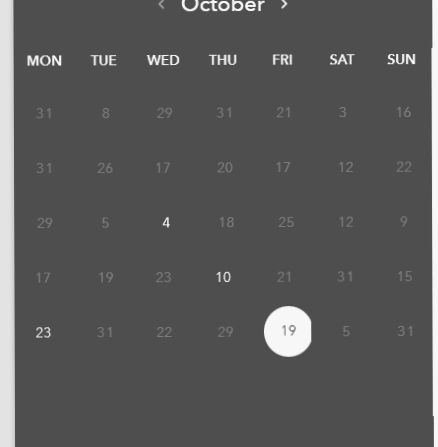 ‹ October ›
MON TUE WED THU FRI SAT SUN
31 8 29 31 21 3 16
31 26 17 20 17 12 22
29 5 4 18 25 12 9
17 19 23 10 21 31 15
23 31 22 29 19 5 31